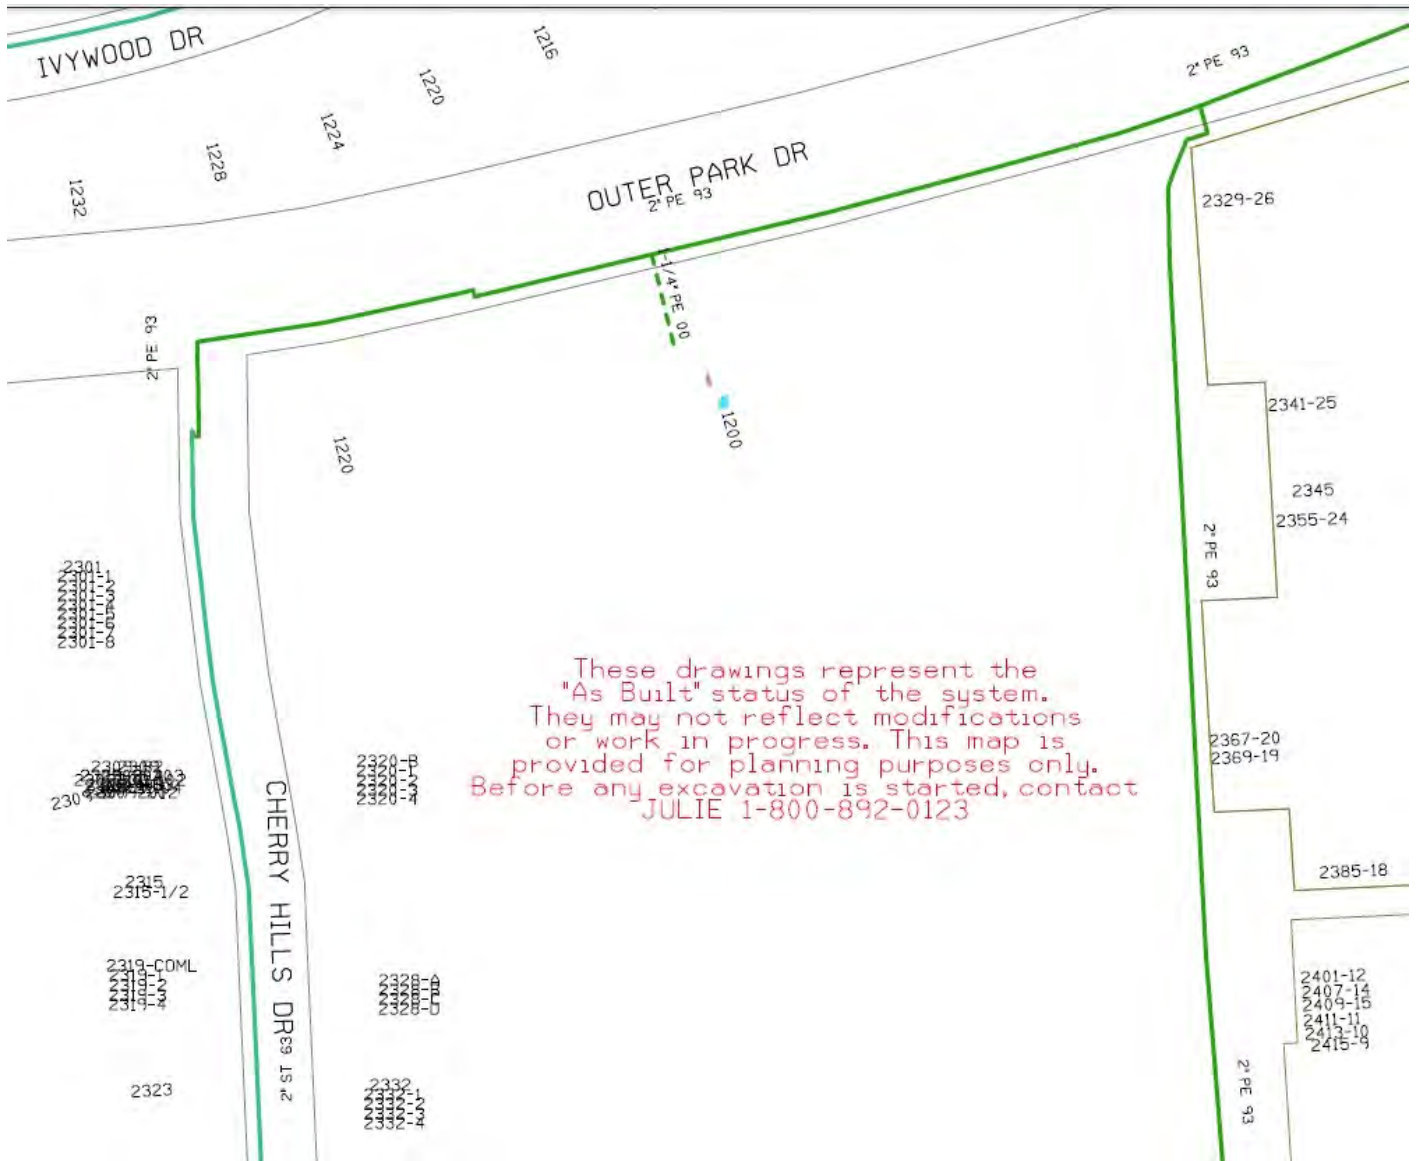 IVYWOOD DR
1216
1220
1224
1228
1232
2" PE 93
OUTER PARK DR
2" PE 93
2329-26
1-1/4" PE 00
2" PE 93
1200
1220
2341-25
2345
2355-24
2" PE 93
2301
2301-1
2301-2
2301-3
2301-4
2301-5
2301-6
2301-7
2301-8
These drawings represent the
"As Built" status of the system.
They may not reflect modifications
or work in progress. This map is
provided for planning purposes only.
Before any excavation is started, contact
JULIE 1-800-892-0123
2367-20
2369-19
2320-B
2320-1
2320-2
2320-3
2320-4
CHERRY HILLS DR
2" ST 63
2315
2315-1/2
2385-18
2319-COML
2319-1
2319-2
2319-3
2319-4
2328-A
2328-B
2328-C
2328-D
2401-12
2407-14
2409-15
2411-11
2413-10
2415-9
2323
2332
2332-1
2332-2
2332-3
2332-4
2" PE 93